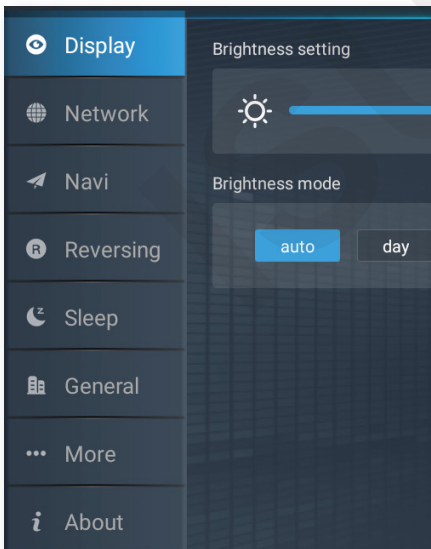 Display
Network
Navi
Reversing
Sleep
General
More
About
Brightness setting
Brightness mode
auto
day